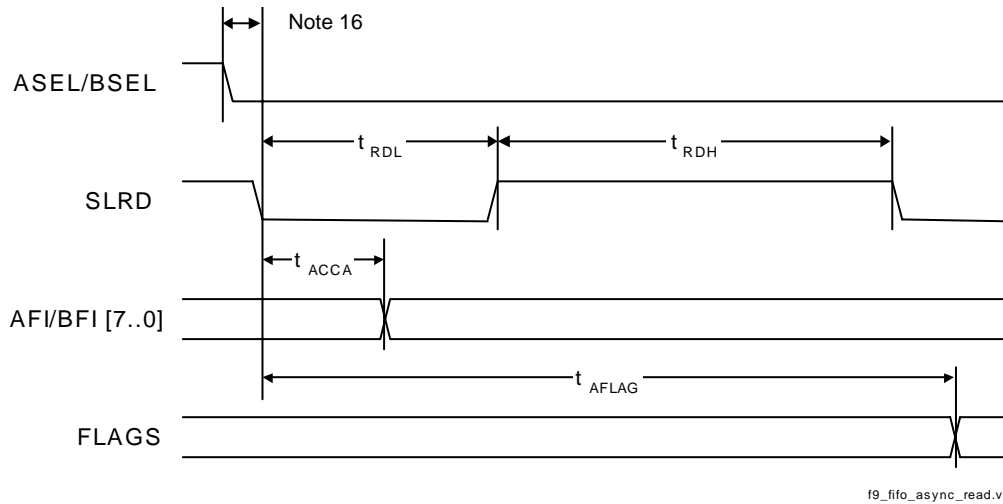 Note 16
ASEL/BSEL
t RDL
t RDH
SLRD
t ACCA
AFI/BFI [7..0]
t AFLAG
FLAGS
f9_fifo_async_read.v